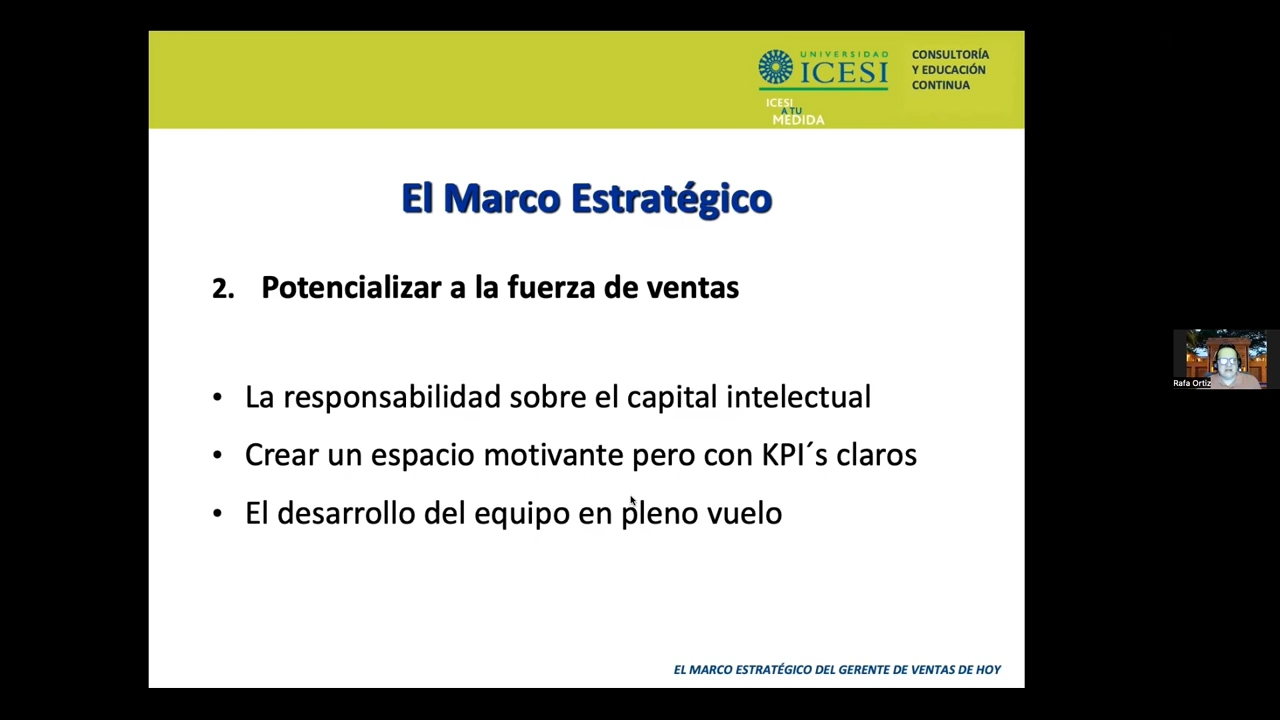 UNIVERSIDAD
ICESI
CONSULTORÍA
Y EDUCACIÓN
CONTINUA
ICESI
A TU
MEDIDA
El Marco Estratégico
2. Potencializar a la fuerza de ventas
• La responsabilidad sobre el capital intelectual
• Crear un espacio motivante pero con KPI´s claros
• El desarrollo del equipo en pleno vuelo
Rafa Ortiz
EL MARCO ESTRATÉGICO DEL GERENTE DE VENTAS DE HOY